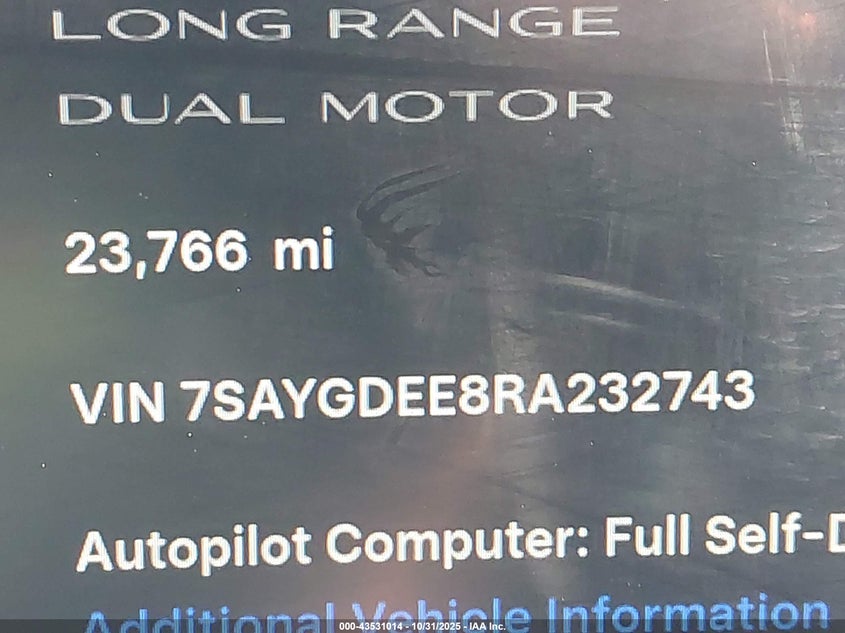 LONG RANGE
DUAL MOTOR
23,766 mi
VIN 7SAYGDEE8RA232743
Autopilot Computer: Full Self-D
Additional Vehicle Information
000-43531014 - 10/31/2025 - IAA Inc.